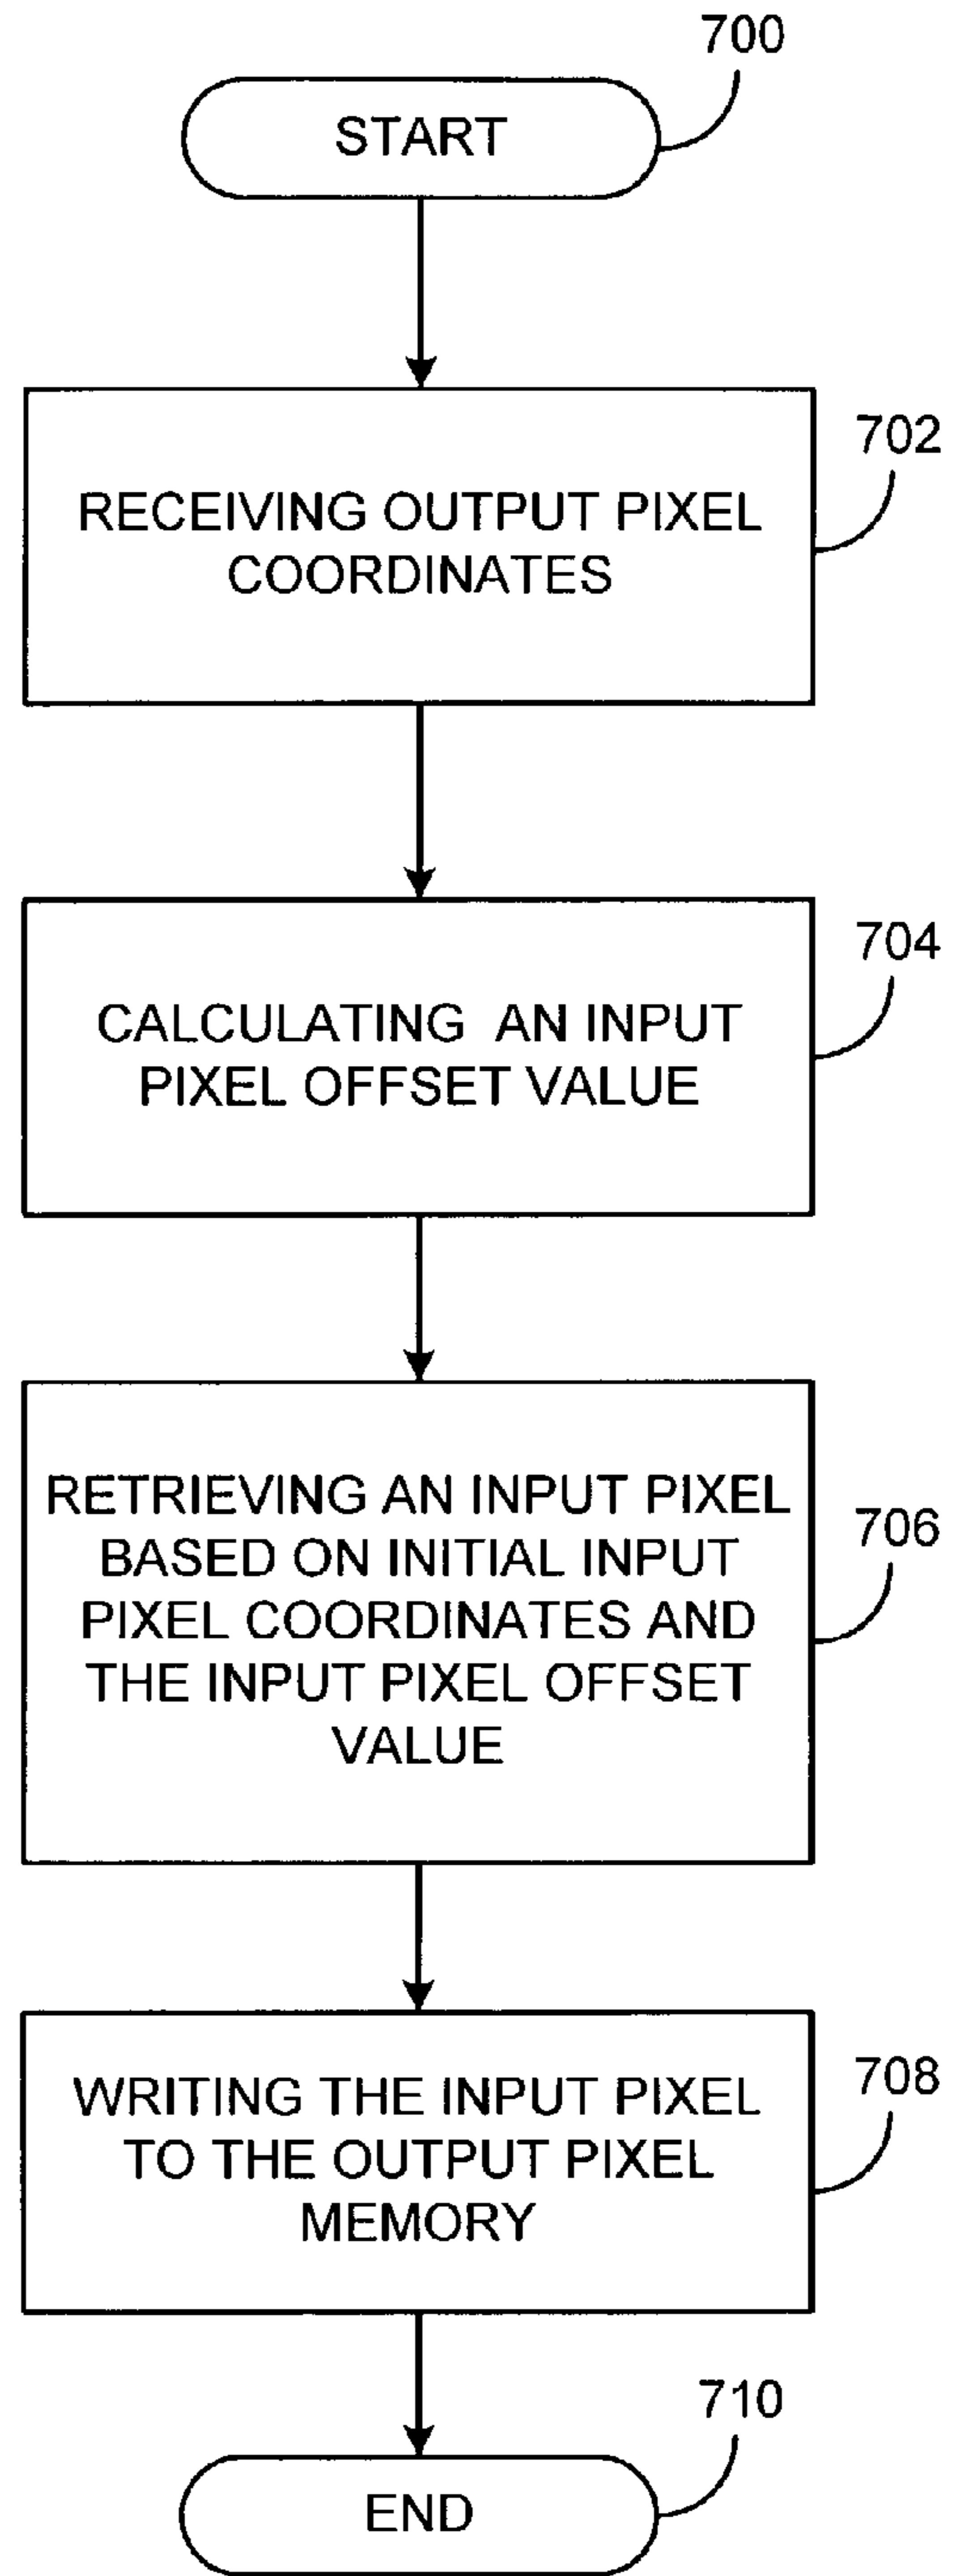 700
START
702
RECEIVING OUTPUT PIXEL
COORDINATES
704
CALCULATING AN INPUT
PIXEL OFFSET VALUE
706
RETRIEVING AN INPUT PIXEL
BASED ON INITIAL INPUT
PIXEL COORDINATES AND
THE INPUT PIXEL OFFSET
VALUE
708
WRITING THE INPUT PIXEL
TO THE OUTPUT PIXEL
MEMORY
710
END